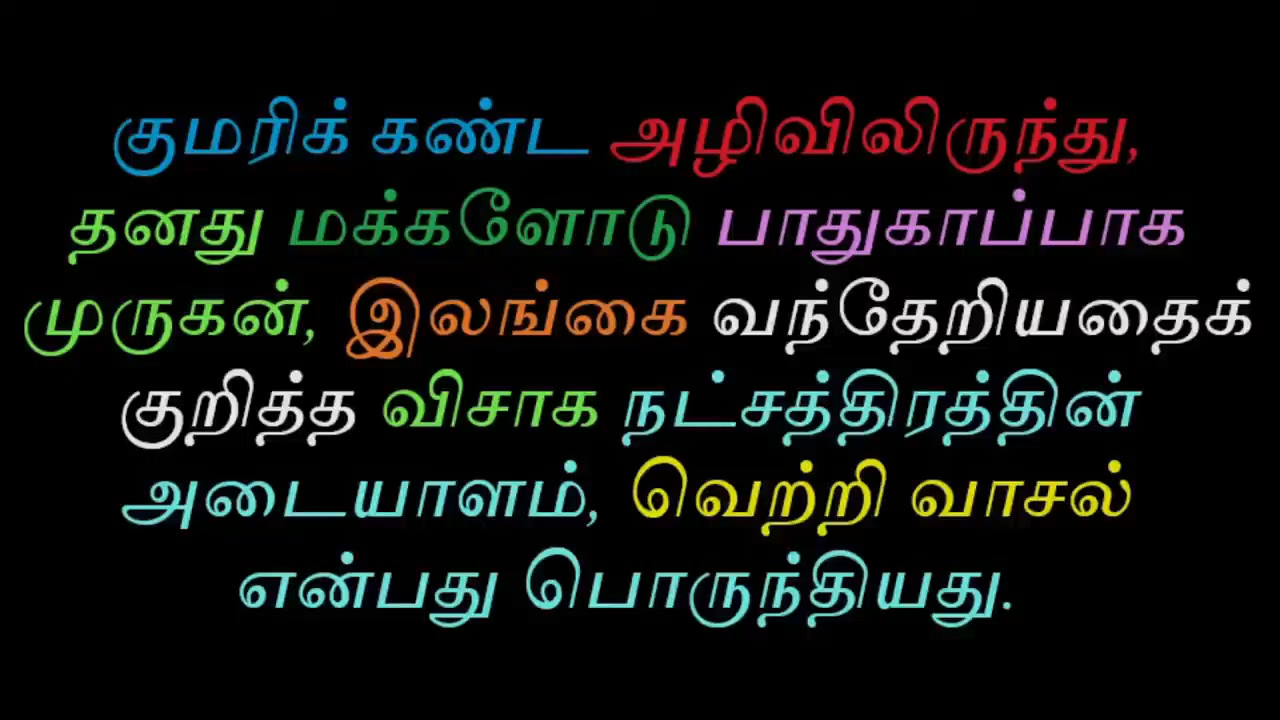 குமரிக் கண்ட அழிவிலிருந்து,
தனது மக்களோடு பாதுகாப்பாக
முருகன், இலங்கை வந்தேறியதைக்
குறித்த விசாக நட்சத்திரத்தின்
அடையாளம், வெற்றி வாசல்
என்பது பொருந்தியது.